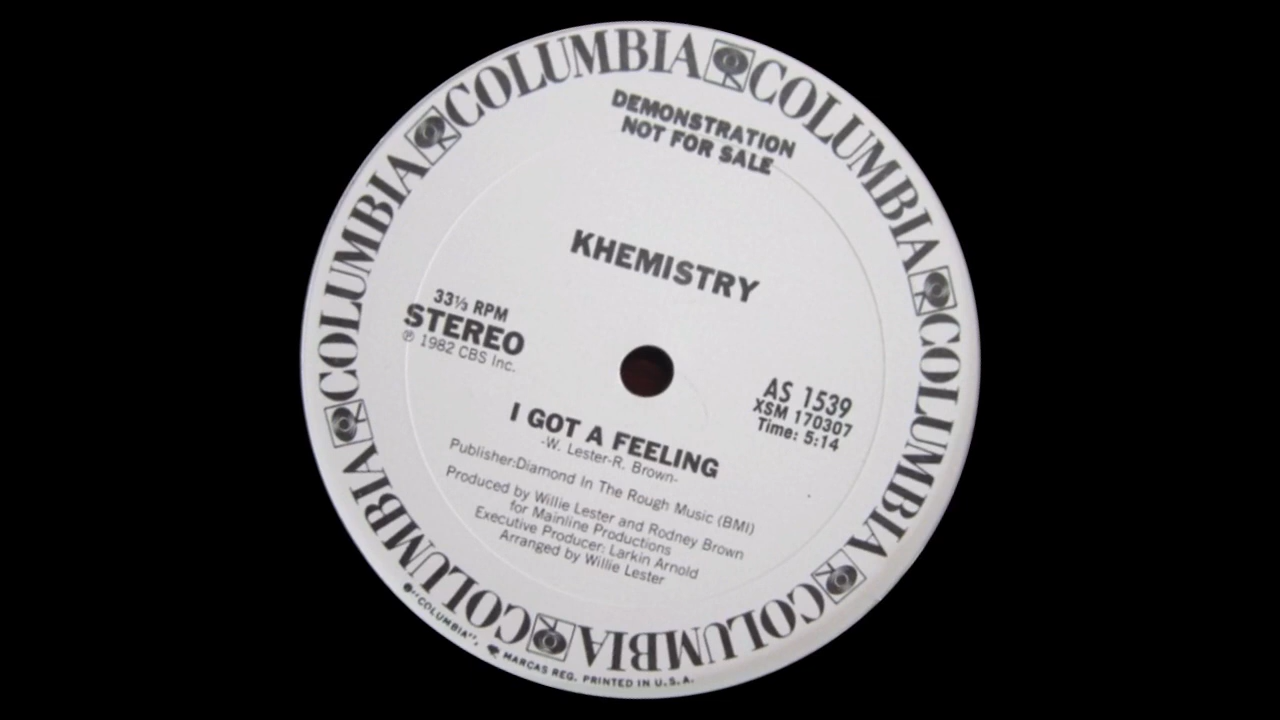 COLUMBIA COLUMBIA COLUMBIA COLUMBIA COLUMBIA COLUMBIA COLUMBIA COLUMBIA
DEMONSTRATION
NOT FOR SALE
KHEMISTRY
33⅓ RPM
STEREO
℗ 1982 CBS Inc.
AS 1539
XSM 170307
Time: 5:14
I GOT A FEELING
-W. Lester-R. Brown-
Publisher:Diamond In The Rough Music (BMI)
Produced by Willie Lester and Rodney Brown
for Mainline Productions
Executive Producer: Larkin Arnold
Arranged by Willie Lester
"COLUMBIA", MARCAS REG. PRINTED IN U.S.A.